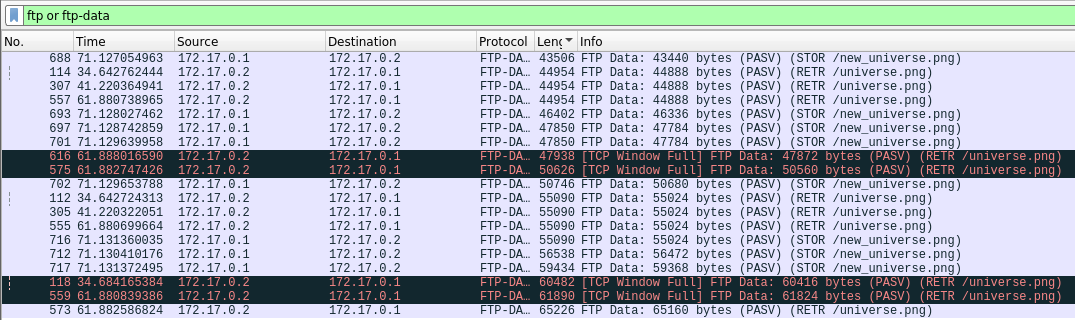 ftp or ftp-data
No. Time Source Destination Protocol Leng Info
688 71.127054963 172.17.0.1 172.17.0.2 FTP-DA… 43506 FTP Data: 43440 bytes (PASV) (STOR /new_universe.png)
114 34.642762444 172.17.0.2 172.17.0.1 FTP-DA… 44954 FTP Data: 44888 bytes (PASV) (RETR /universe.png)
307 41.220364941 172.17.0.2 172.17.0.1 FTP-DA… 44954 FTP Data: 44888 bytes (PASV) (RETR /universe.png)
557 61.880738965 172.17.0.2 172.17.0.1 FTP-DA… 44954 FTP Data: 44888 bytes (PASV) (RETR /universe.png)
693 71.128027462 172.17.0.1 172.17.0.2 FTP-DA… 46402 FTP Data: 46336 bytes (PASV) (STOR /new_universe.png)
697 71.128742859 172.17.0.1 172.17.0.2 FTP-DA… 47850 FTP Data: 47784 bytes (PASV) (STOR /new_universe.png)
701 71.129639958 172.17.0.1 172.17.0.2 FTP-DA… 47850 FTP Data: 47784 bytes (PASV) (STOR /new_universe.png)
616 61.888016590 172.17.0.2 172.17.0.1 FTP-DA… 47938 [TCP Window Full] FTP Data: 47872 bytes (PASV) (RETR /universe.png)
575 61.882747426 172.17.0.2 172.17.0.1 FTP-DA… 50626 [TCP Window Full] FTP Data: 50560 bytes (PASV) (RETR /universe.png)
702 71.129653788 172.17.0.1 172.17.0.2 FTP-DA… 50746 FTP Data: 50680 bytes (PASV) (STOR /new_universe.png)
112 34.642724313 172.17.0.2 172.17.0.1 FTP-DA… 55090 FTP Data: 55024 bytes (PASV) (RETR /universe.png)
305 41.220322051 172.17.0.2 172.17.0.1 FTP-DA… 55090 FTP Data: 55024 bytes (PASV) (RETR /universe.png)
555 61.880699664 172.17.0.2 172.17.0.1 FTP-DA… 55090 FTP Data: 55024 bytes (PASV) (RETR /universe.png)
716 71.131360035 172.17.0.1 172.17.0.2 FTP-DA… 55090 FTP Data: 55024 bytes (PASV) (STOR /new_universe.png)
712 71.130410176 172.17.0.1 172.17.0.2 FTP-DA… 56538 FTP Data: 56472 bytes (PASV) (STOR /new_universe.png)
717 71.131372495 172.17.0.1 172.17.0.2 FTP-DA… 59434 FTP Data: 59368 bytes (PASV) (STOR /new_universe.png)
118 34.684165384 172.17.0.2 172.17.0.1 FTP-DA… 60482 [TCP Window Full] FTP Data: 60416 bytes (PASV) (RETR /universe.png)
559 61.880839386 172.17.0.2 172.17.0.1 FTP-DA… 61890 [TCP Window Full] FTP Data: 61824 bytes (PASV) (RETR /universe.png)
573 61.882586824 172.17.0.2 172.17.0.1 FTP-DA… 65226 FTP Data: 65160 bytes (PASV) (RETR /universe.png)